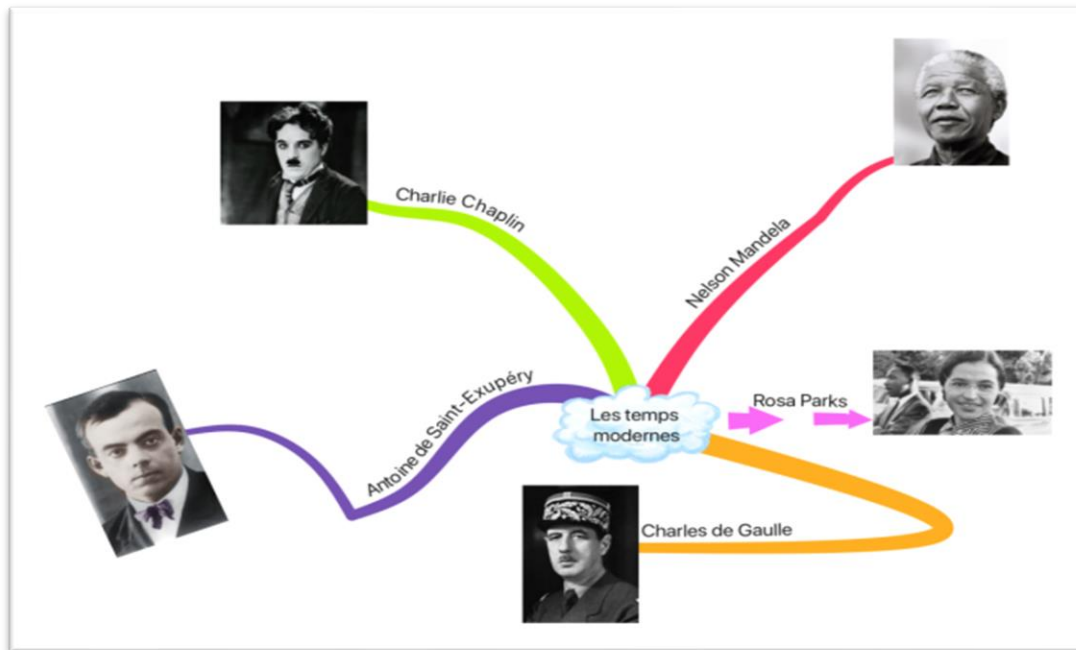 Charlie Chaplin
Nelson Mandela
Antoine de Saint-Exupéry
Les temps
modernes
Rosa Parks
Charles de Gaulle